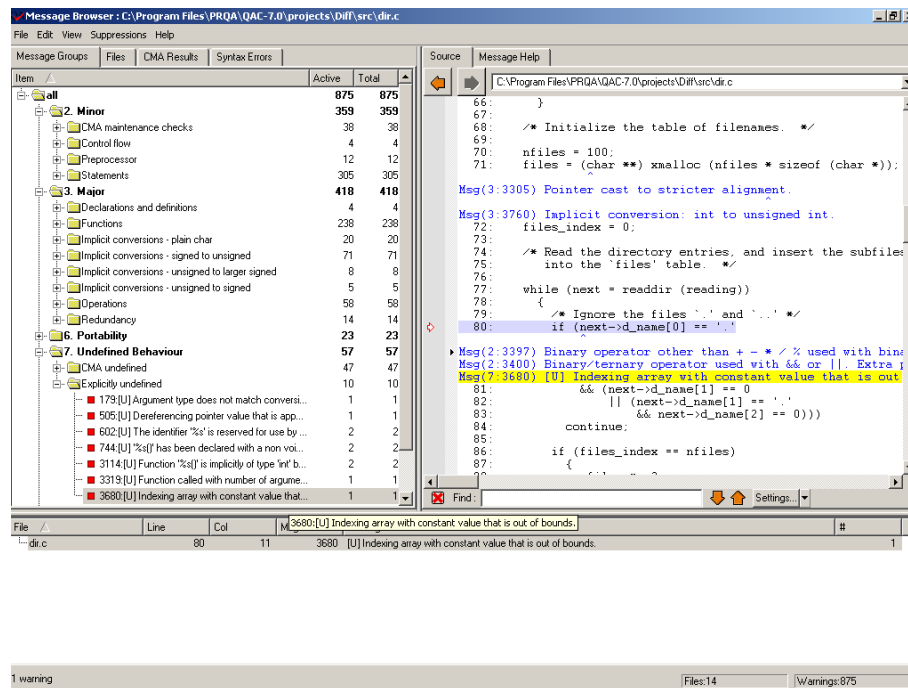 Message Browser : C:\Program Files\PRQA\QAC-7.0\projects\Diff\src\dir.c
File Edit View Suppressions Help
Message Groups Files CMA Results Syntax Errors
Item Active Total
all 875 875
2. Minor 359 359
CMA maintenance checks 38 38
Control flow 4 4
Preprocessor 12 12
Statements 305 305
3. Major 418 418
Declarations and definitions 4 4
Functions 238 238
Implicit conversions - plain char 20 20
Implicit conversions - signed to unsigned 71 71
Implicit conversions - unsigned to larger signed 8 8
Implicit conversions - unsigned to signed 5 5
Operations 58 58
Redundancy 14 14
6. Portability 23 23
7. Undefined Behaviour 57 57
CMA undefined 47 47
Explicitly undefined 10 10
179:[U] Argument type does not match conversi... 1 1
505:[U] Dereferencing pointer value that is app... 1 1
602:[U] The identifier '%s' is reserved for use by ... 2 2
744:[U] '%s()' has been declared with a non voi... 2 2
3114:[U] Function '%s()' is implicitly of type 'int' b... 2 2
3319:[U] Function called with number of argume... 1 1
3680:[U] Indexing array with constant value that... 1 1
Source Message Help
C:\Program Files\PRQA\QAC-7.0\projects\Diff\src\dir.c
66: }
67:
68: /* Initialize the table of filenames. */
69:
70: nfiles = 100;
71: files = (char **) xmalloc (nfiles * sizeof (char *));
^
Msg(3:3305) Pointer cast to stricter alignment.
^
Msg(3:3760) Implicit conversion: int to unsigned int.
72: files_index = 0;
73:
74: /* Read the directory entries, and insert the subfiles
75: into the `files' table. */
76:
77: while (next = readdir (reading))
78: {
79: /* Ignore the files `.' and `..' */
80: if (next->d_name[0] == '.'
^
Msg(2:3397) Binary operator other than + - * / % used with bina
Msg(2:3400) Binary/ternary operator used with && or ||. Extra p
Msg(7:3680) [U] Indexing array with constant value that is out
81: && (next->d_name[1] == 0
82: || (next->d_name[1] == '.'
83: && next->d_name[2] == 0)))
84: continue;
85:
86: if (files_index == nfiles)
87: {
Find: Settings...
3680:[U] Indexing array with constant value that is out of bounds.
File Line Col #
dir.c 80 11 3680 [U] Indexing array with constant value that is out of bounds. 1
1 warning Files:14 Warnings:875